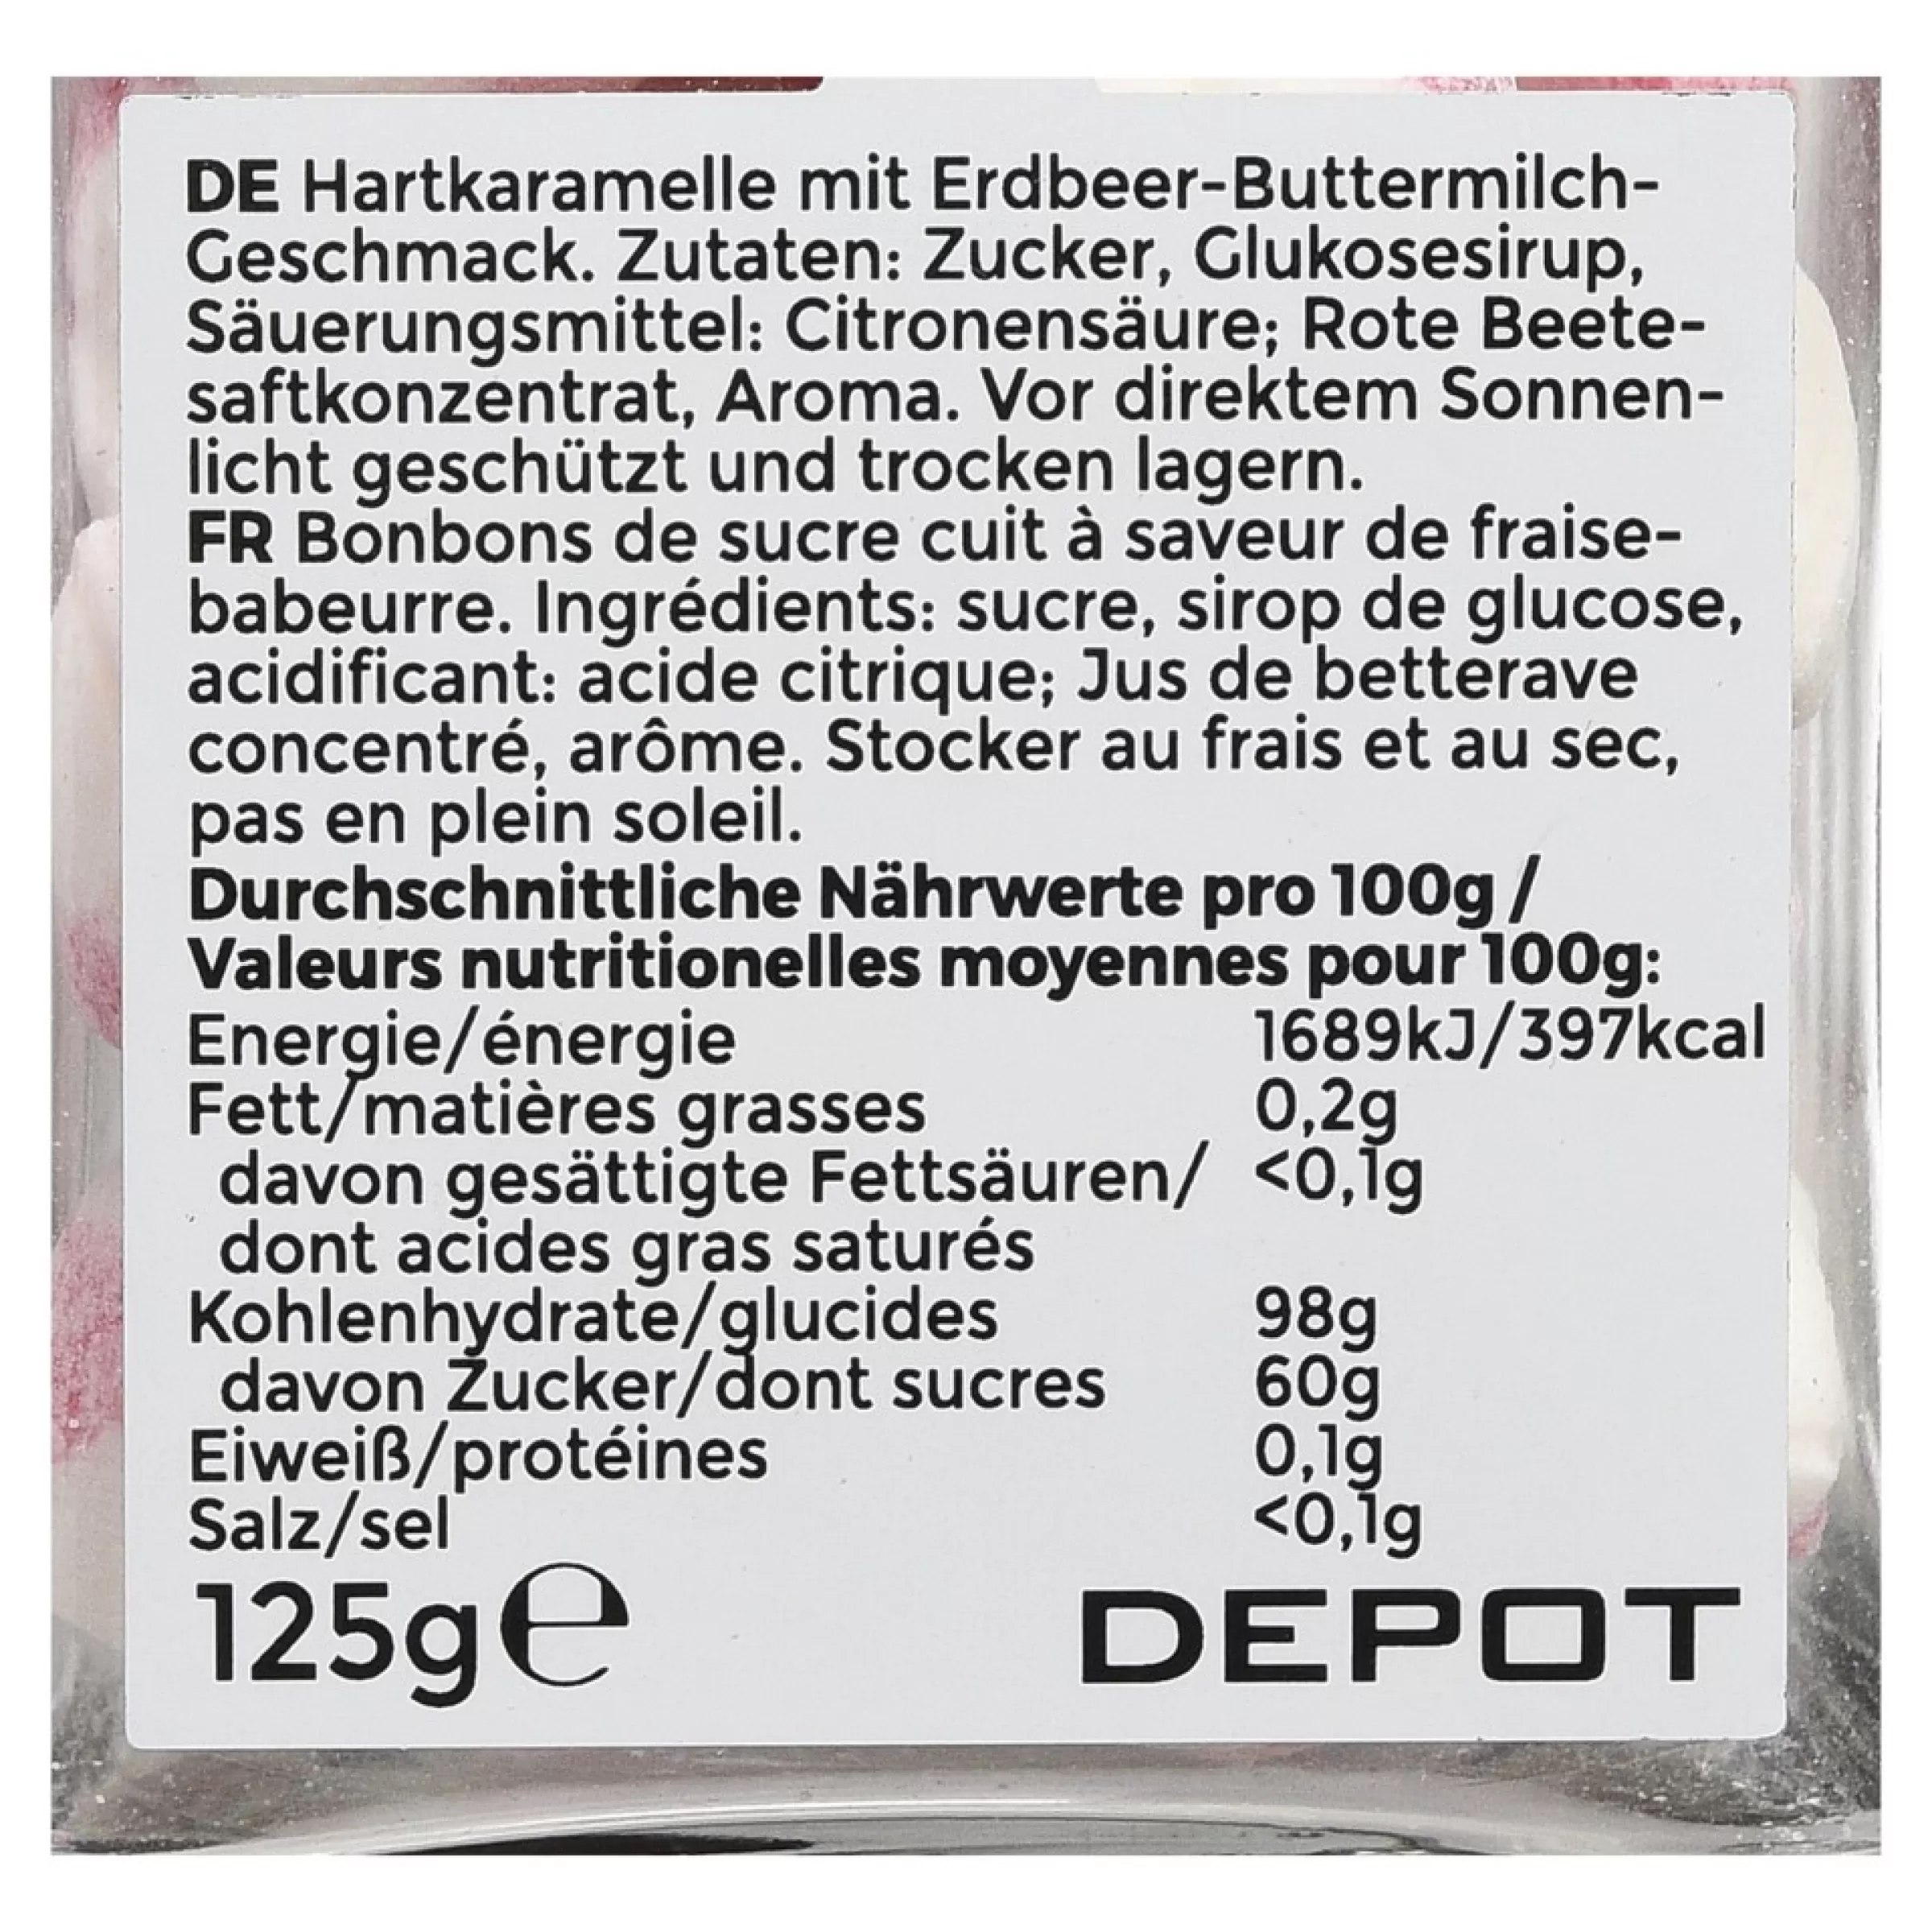 DE Hartkaramelle mit Erdbeer-Buttermilch-
Geschmack. Zutaten: Zucker, Glukosesirup,
Säuerungsmittel: Citronensäure; Rote Beete-
saftkonzentrat, Aroma. Vor direktem Sonnen-
licht geschützt und trocken lagern.
FR Bonbons de sucre cuit à saveur de fraise-
babeurre. Ingrédients: sucre, sirop de glucose,
acidificant: acide citrique; Jus de betterave
concentré, arôme. Stocker au frais et au sec,
pas en plein soleil.
Durchschnittliche Nährwerte pro 100g /
Valeurs nutritionelles moyennes pour 100g:
Energie/énergie 1689kJ/397kcal
Fett/matières grasses 0,2g
davon gesättigte Fettsäuren/ <0,1g
dont acides gras saturés
Kohlenhydrate/glucides 98g
davon Zucker/dont sucres 60g
Eiweiß/protéines 0,1g
Salz/sel <0,1g
125g℮ DEPOT